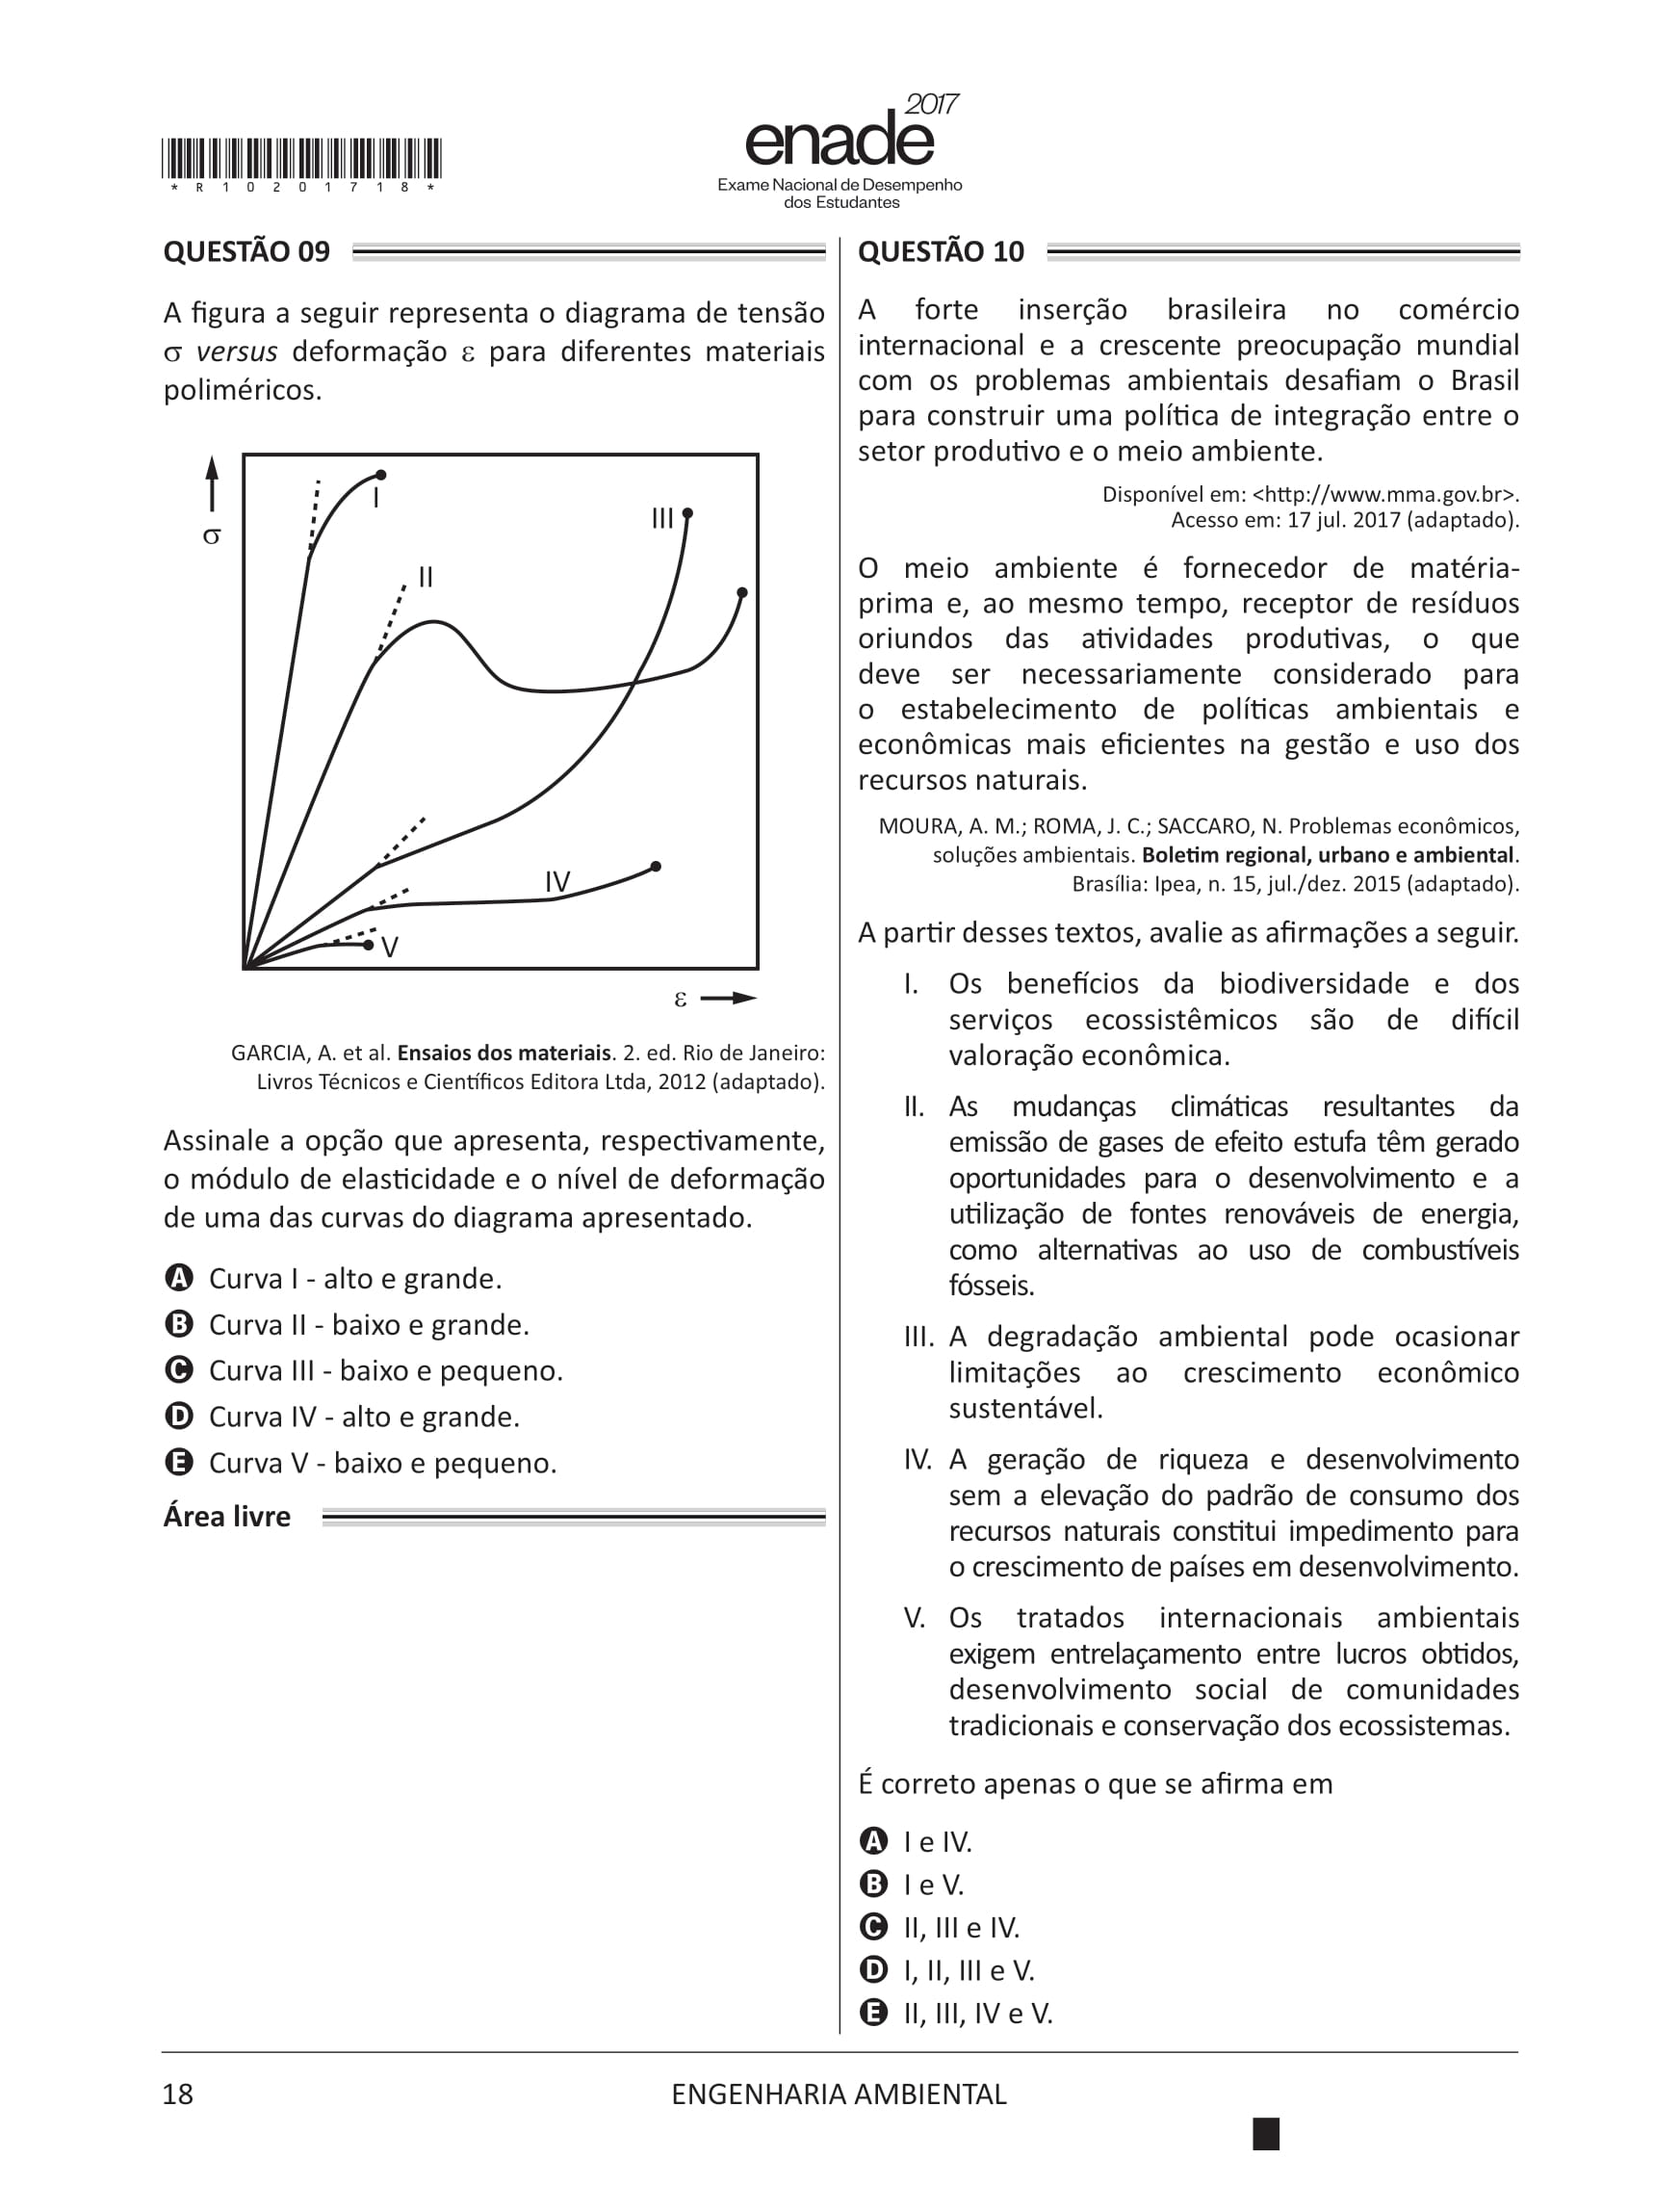 * R 1 0 2 0 1 7 1 8 *
enade 2017
Exame Nacional de Desempenho
dos Estudantes
QUESTÃO 09
A figura a seguir representa o diagrama de tensão
σ versus deformação ε para diferentes materiais
poliméricos.
σ
I
II
III
IV
V
ε
GARCIA, A. et al. Ensaios dos materiais. 2. ed. Rio de Janeiro:
Livros Técnicos e Científicos Editora Ltda, 2012 (adaptado).
Assinale a opção que apresenta, respectivamente,
o módulo de elasticidade e o nível de deformação
de uma das curvas do diagrama apresentado.
A Curva I - alto e grande.
B Curva II - baixo e grande.
C Curva III - baixo e pequeno.
D Curva IV - alto e grande.
E Curva V - baixo e pequeno.
Área livre
QUESTÃO 10
A forte inserção brasileira no comércio
internacional e a crescente preocupação mundial
com os problemas ambientais desafiam o Brasil
para construir uma política de integração entre o
setor produtivo e o meio ambiente.
Disponível em: <http://www.mma.gov.br>.
Acesso em: 17 jul. 2017 (adaptado).
O meio ambiente é fornecedor de matéria-
prima e, ao mesmo tempo, receptor de resíduos
oriundos das atividades produtivas, o que
deve ser necessariamente considerado para
o estabelecimento de políticas ambientais e
econômicas mais eficientes na gestão e uso dos
recursos naturais.
MOURA, A. M.; ROMA, J. C.; SACCARO, N. Problemas econômicos,
soluções ambientais. Boletim regional, urbano e ambiental.
Brasília: Ipea, n. 15, jul./dez. 2015 (adaptado).
A partir desses textos, avalie as afirmações a seguir.
I. Os benefícios da biodiversidade e dos
serviços ecossistêmicos são de difícil
valoração econômica.
II. As mudanças climáticas resultantes da
emissão de gases de efeito estufa têm gerado
oportunidades para o desenvolvimento e a
utilização de fontes renováveis de energia,
como alternativas ao uso de combustíveis
fósseis.
III. A degradação ambiental pode ocasionar
limitações ao crescimento econômico
sustentável.
IV. A geração de riqueza e desenvolvimento
sem a elevação do padrão de consumo dos
recursos naturais constitui impedimento para
o crescimento de países em desenvolvimento.
V. Os tratados internacionais ambientais
exigem entrelaçamento entre lucros obtidos,
desenvolvimento social de comunidades
tradicionais e conservação dos ecossistemas.
É correto apenas o que se afirma em
A I e IV.
B I e V.
C II, III e IV.
D I, II, III e V.
E II, III, IV e V.
18
ENGENHARIA AMBIENTAL